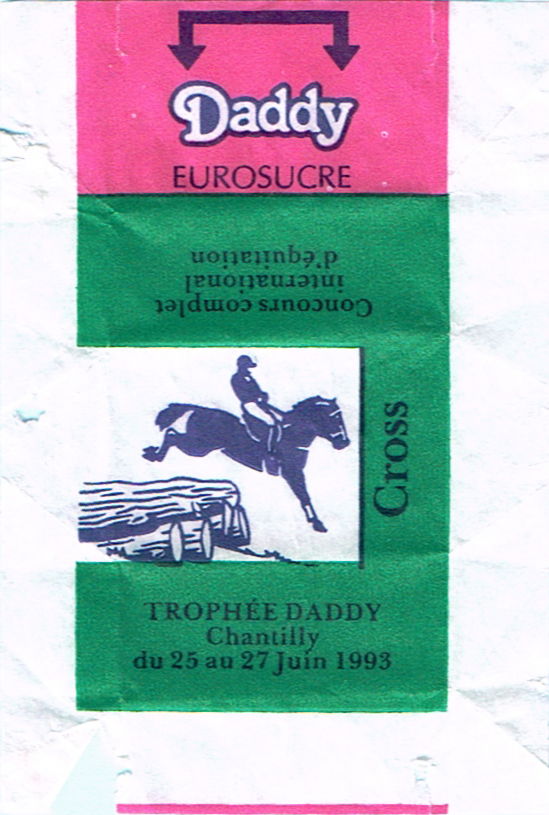 Daddy
EUROSUCRE
Concours complet
international
d'équitation
Cross
TROPHÉE DADDY
Chantilly
du 25 au 27 Juin 1993